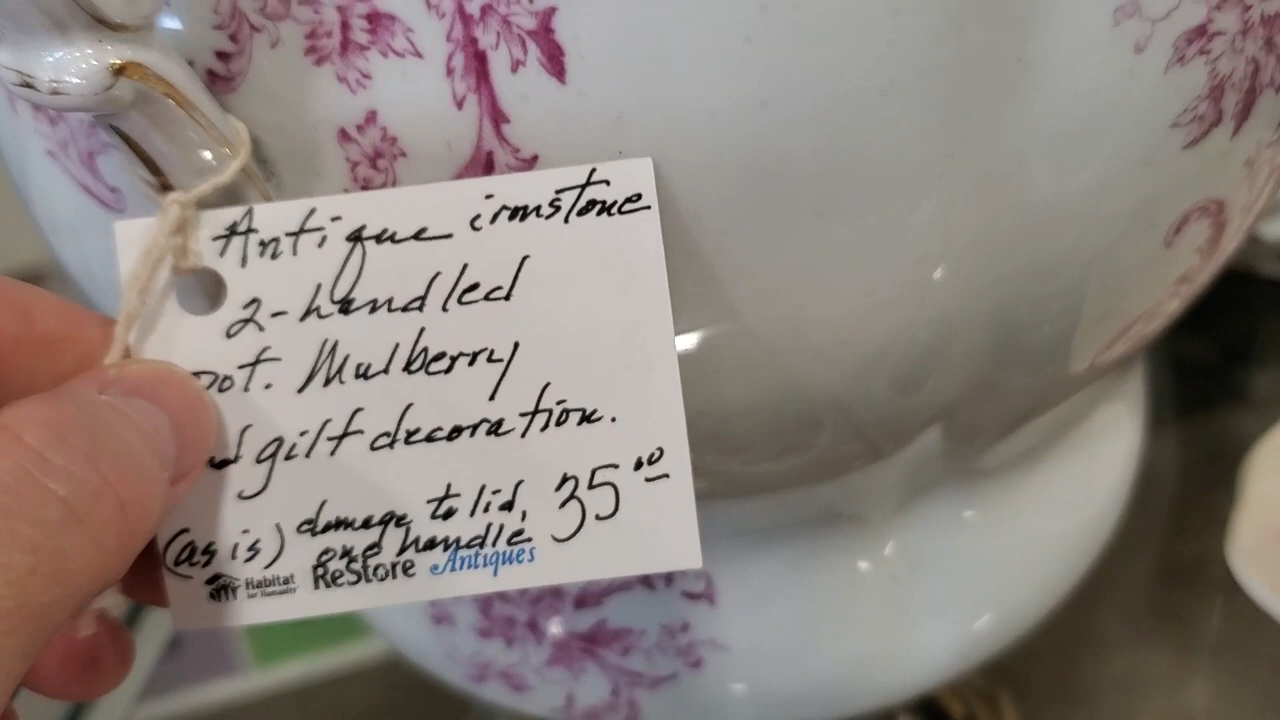 Antique ironstone
2-handled
pot. Mulberry
gilt decoration.
(as is) damage to lid, 35.00
one handle
Habitat for Humanity ReStore Antiques